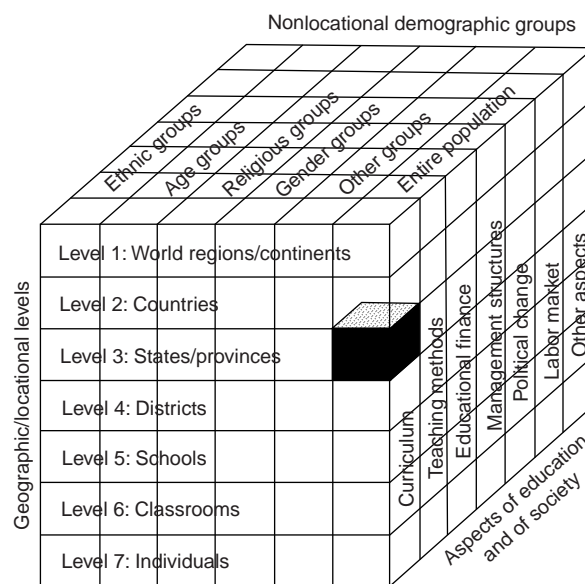 Nonlocational demographic groups
Ethnic groups
Age groups
Religious groups
Gender groups
Other groups
Entire population
Geographic/locational levels
Level 1: World regions/continents
Level 2: Countries
Level 3: States/provinces
Level 4: Districts
Level 5: Schools
Level 6: Classrooms
Level 7: Individuals
Curriculum
Teaching methods
Educational finance
Management structures
Political change
Labor market
Other aspects
Aspects of education
and of society